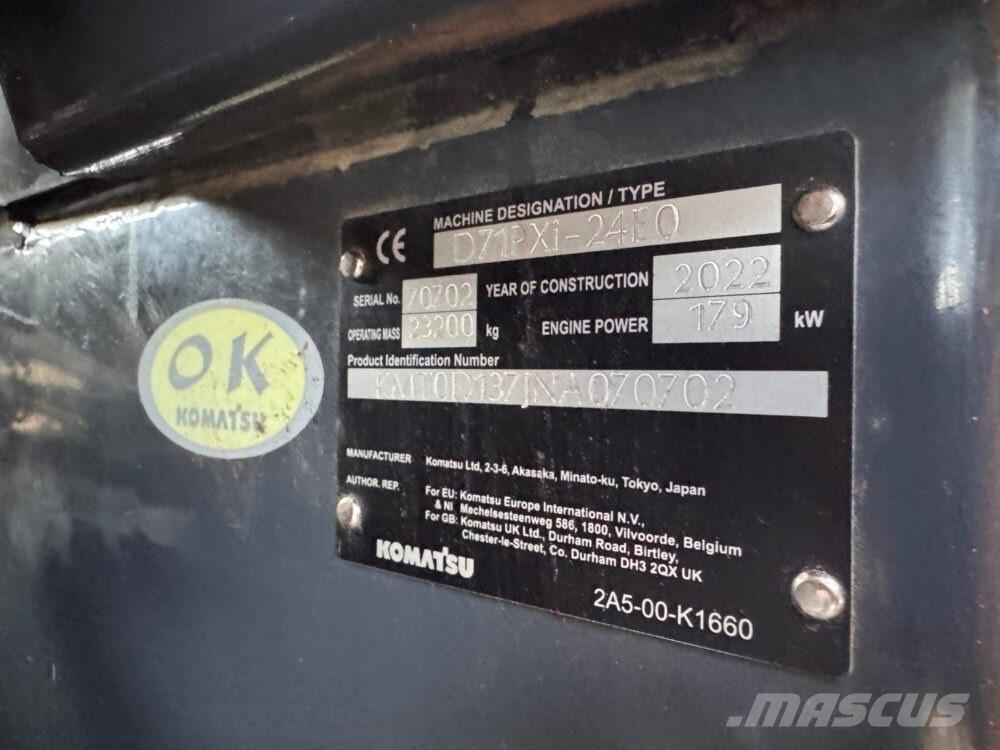 CE
MACHINE DESIGNATION / TYPE
D71PXi-24E0
SERIAL No. 70702 YEAR OF CONSTRUCTION 2022
OPERATING MASS 23200 kg ENGINE POWER 179 kW
Product Identification Number
KMT0D137JNA070702
MANUFACTURER Komatsu Ltd, 2-3-6, Akasaka, Minato-ku, Tokyo, Japan
AUTHOR. REP. For EU: Komatsu Europe International N.V.,
& NI Mechelsesteenweg 586, 1800, Vilvoorde, Belgium
For GB: Komatsu UK Ltd., Durham Road, Birtley,
Chester-le-Street, Co. Durham DH3 2QX UK
KOMATSU
2A5-00-K1660
OK
KOMATSU
.MASCUS